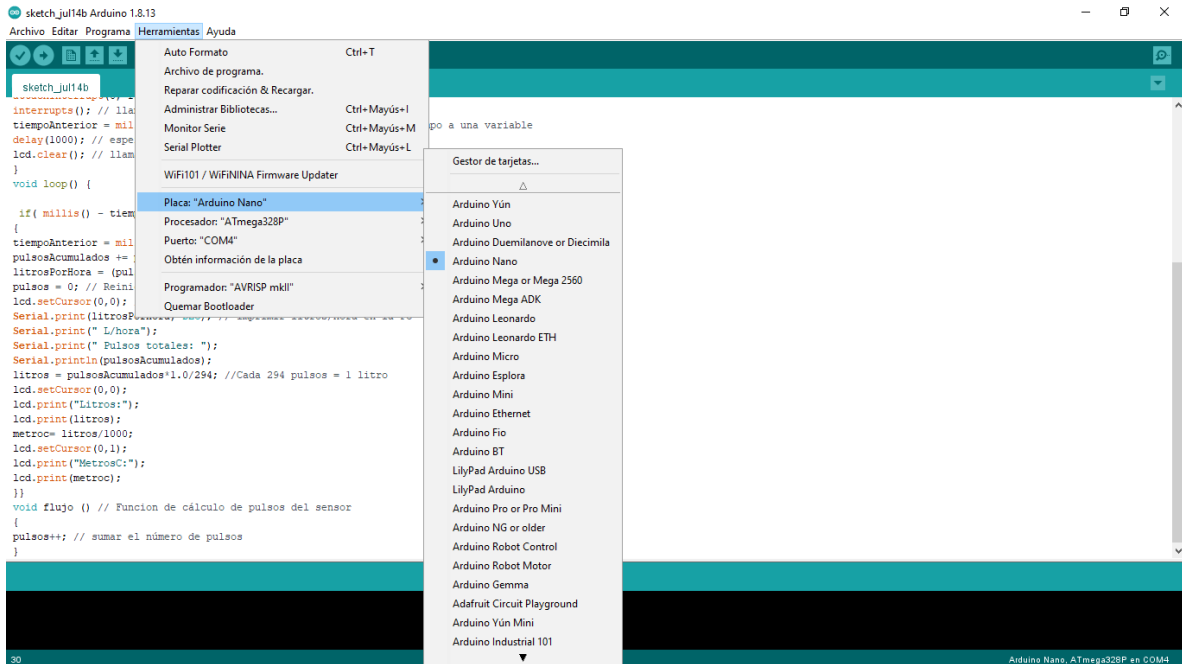 sketch_jul14b Arduino 1.8.13
Archivo Editar Programa Herramientas Ayuda
sketch_jul14b
interrupts(); // lla
tiempoAnterior = mil
po a una variable
delay(1000); // espe
lcd.clear(); // llam
}
void loop() {
if( millis() - tiem
{
tiempoAnterior = mil
pulsosAcumulados +=
litrosPorHora = (pul
pulsos = 0; // Reini
lcd.setCursor(0,0);
Serial.print(" L/hora");
Serial.print(" Pulsos totales: ");
Serial.println(pulsosAcumulados);
litros = pulsosAcumulados*1.0/294; //Cada 294 pulsos = 1 litro
lcd.setCursor(0,0);
lcd.print("Litros:");
lcd.print(litros);
metroc= litros/1000;
lcd.setCursor(0,1);
lcd.print("MetrosC:");
lcd.print(metroc);
}}
void flujo () // Funcion de cálculo de pulsos del sensor
{
pulsos++; // sumar el número de pulsos
}
Auto Formato Ctrl+T
Archivo de programa.
Reparar codificación & Recargar.
Administrar Bibliotecas... Ctrl+Mayús+I
Monitor Serie Ctrl+Mayús+M
Serial Plotter Ctrl+Mayús+L
WiFi101 / WiFiNINA Firmware Updater
Placa: "Arduino Nano"
Procesador: "ATmega328P"
Puerto: "COM4"
Obtén información de la placa
Programador: "AVRISP mkII"
Quemar Bootloader
Gestor de tarjetas...
Arduino Yún
Arduino Uno
Arduino Duemilanove or Diecimila
Arduino Nano
Arduino Mega or Mega 2560
Arduino Mega ADK
Arduino Leonardo
Arduino Leonardo ETH
Arduino Micro
Arduino Esplora
Arduino Mini
Arduino Ethernet
Arduino Fio
Arduino BT
LilyPad Arduino USB
LilyPad Arduino
Arduino Pro or Pro Mini
Arduino NG or older
Arduino Robot Control
Arduino Robot Motor
Arduino Gemma
Adafruit Circuit Playground
Arduino Yún Mini
Arduino Industrial 101
30
Arduino Nano, ATmega328P en COM4